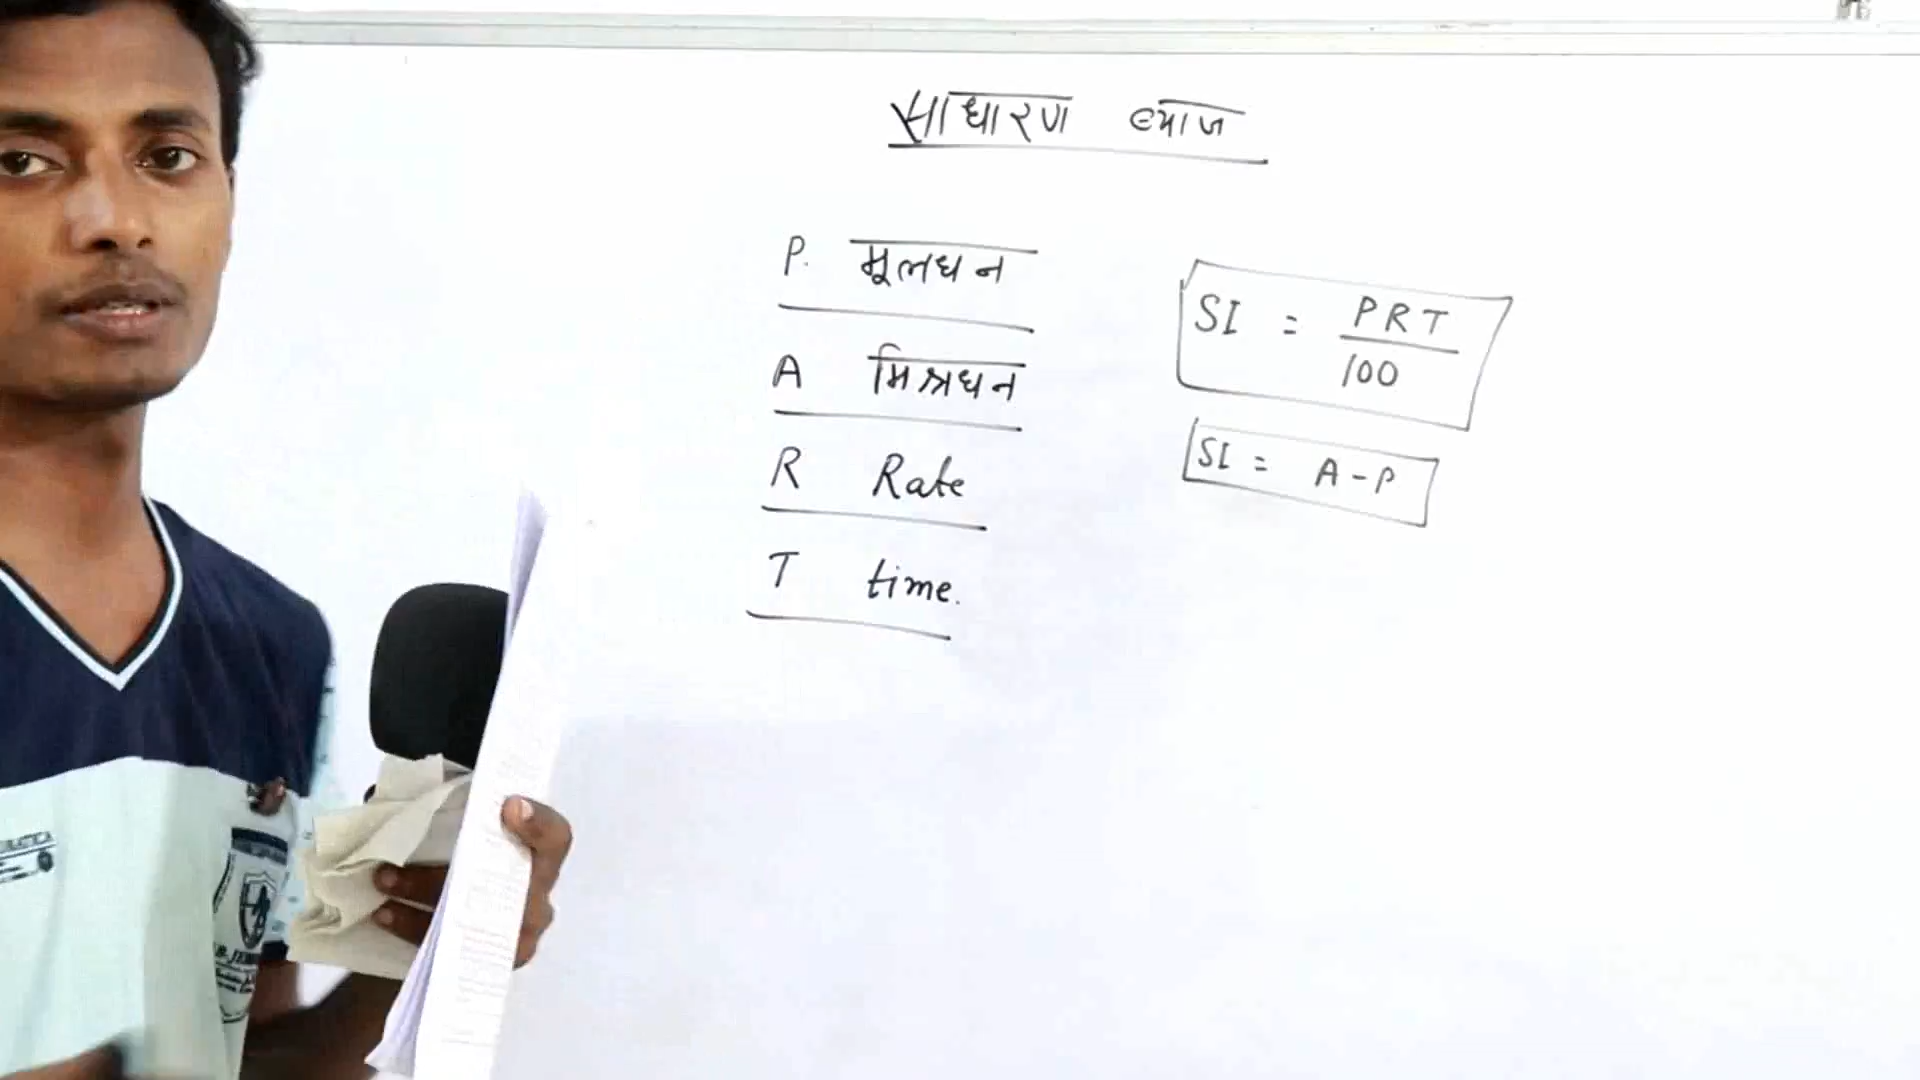 साधारण ब्याज
P. मूलधन
A मिश्रधन
R Rate
T time.
SI = PRT
100
SI = A-P